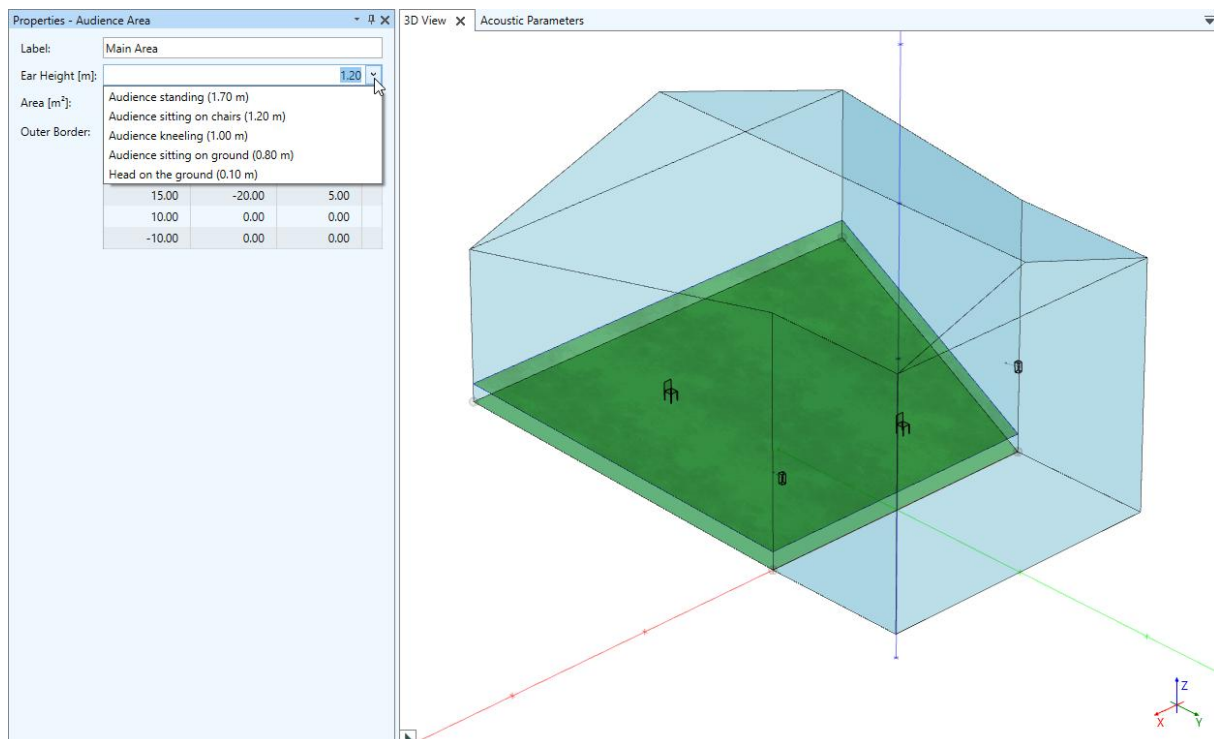 Properties - Audience Area
3D View
Acoustic Parameters
Label:
Main Area
Ear Height [m]:
1.20
Audience standing (1.70 m)
Area [m²]:
Audience sitting on chairs (1.20 m)
Outer Border:
Audience kneeling (1.00 m)
Audience sitting on ground (0.80 m)
Head on the ground (0.10 m)
15.00 -20.00 5.00
10.00 0.00 0.00
-10.00 0.00 0.00
Z
X
Y